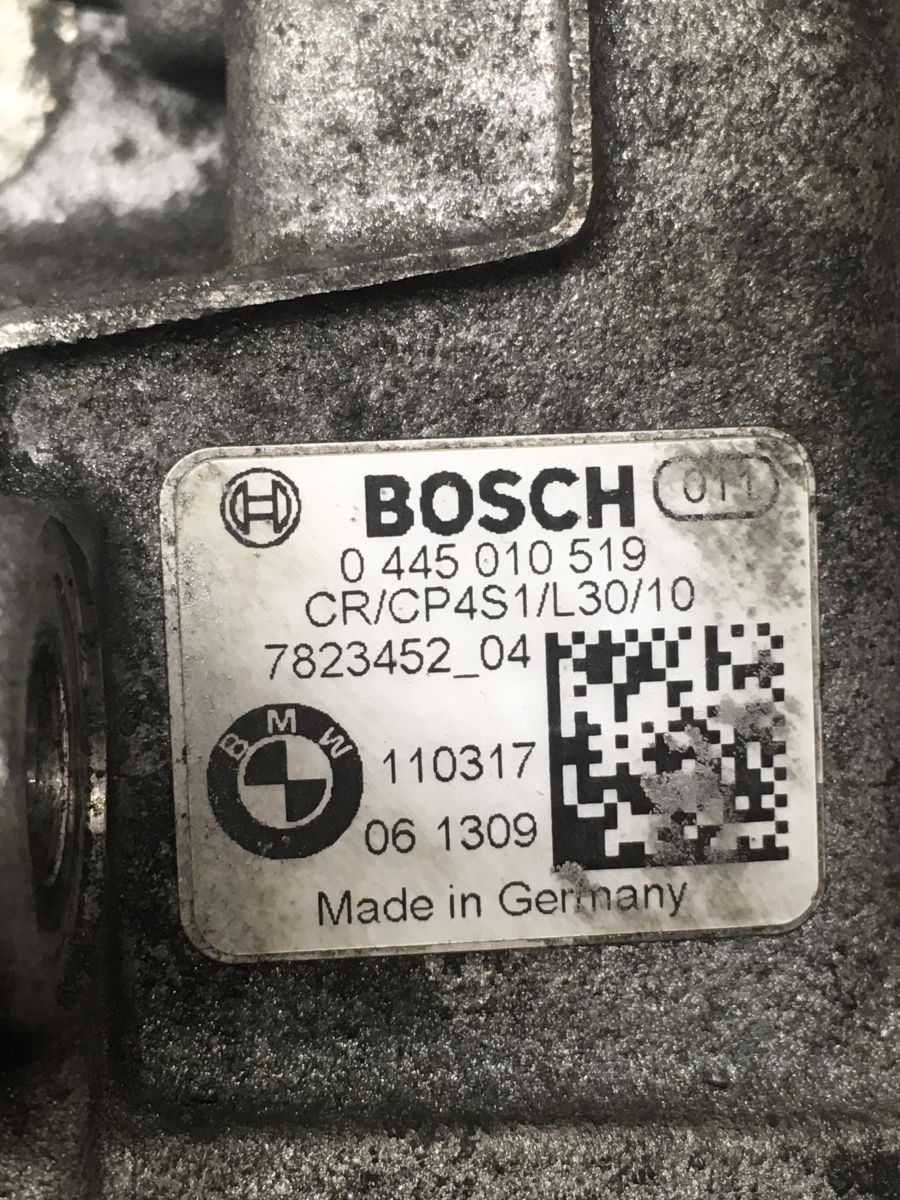 BOSCH 011
0 445 010 519
CR/CP4S1/L30/10
7823452_04
BMW
110317
06 1309
Made in Germany